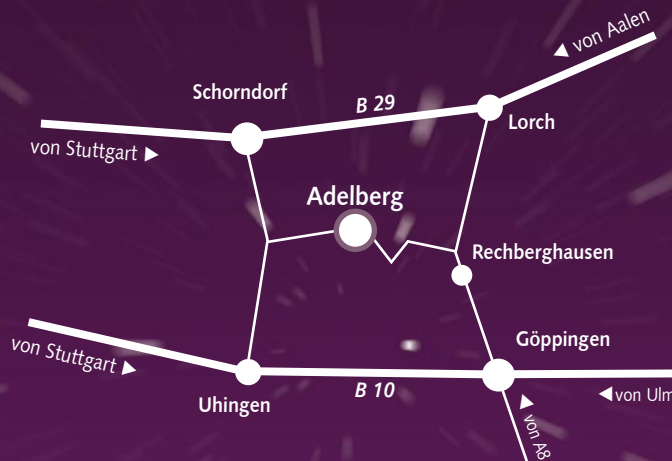 ◄ von Aalen
Schorndorf
B 29
Lorch
von Stuttgart ►
Adelberg
Rechberghausen
Göppingen
von Stuttgart ►
B 10
Uhingen
◄ von Ulm
◄ von A8